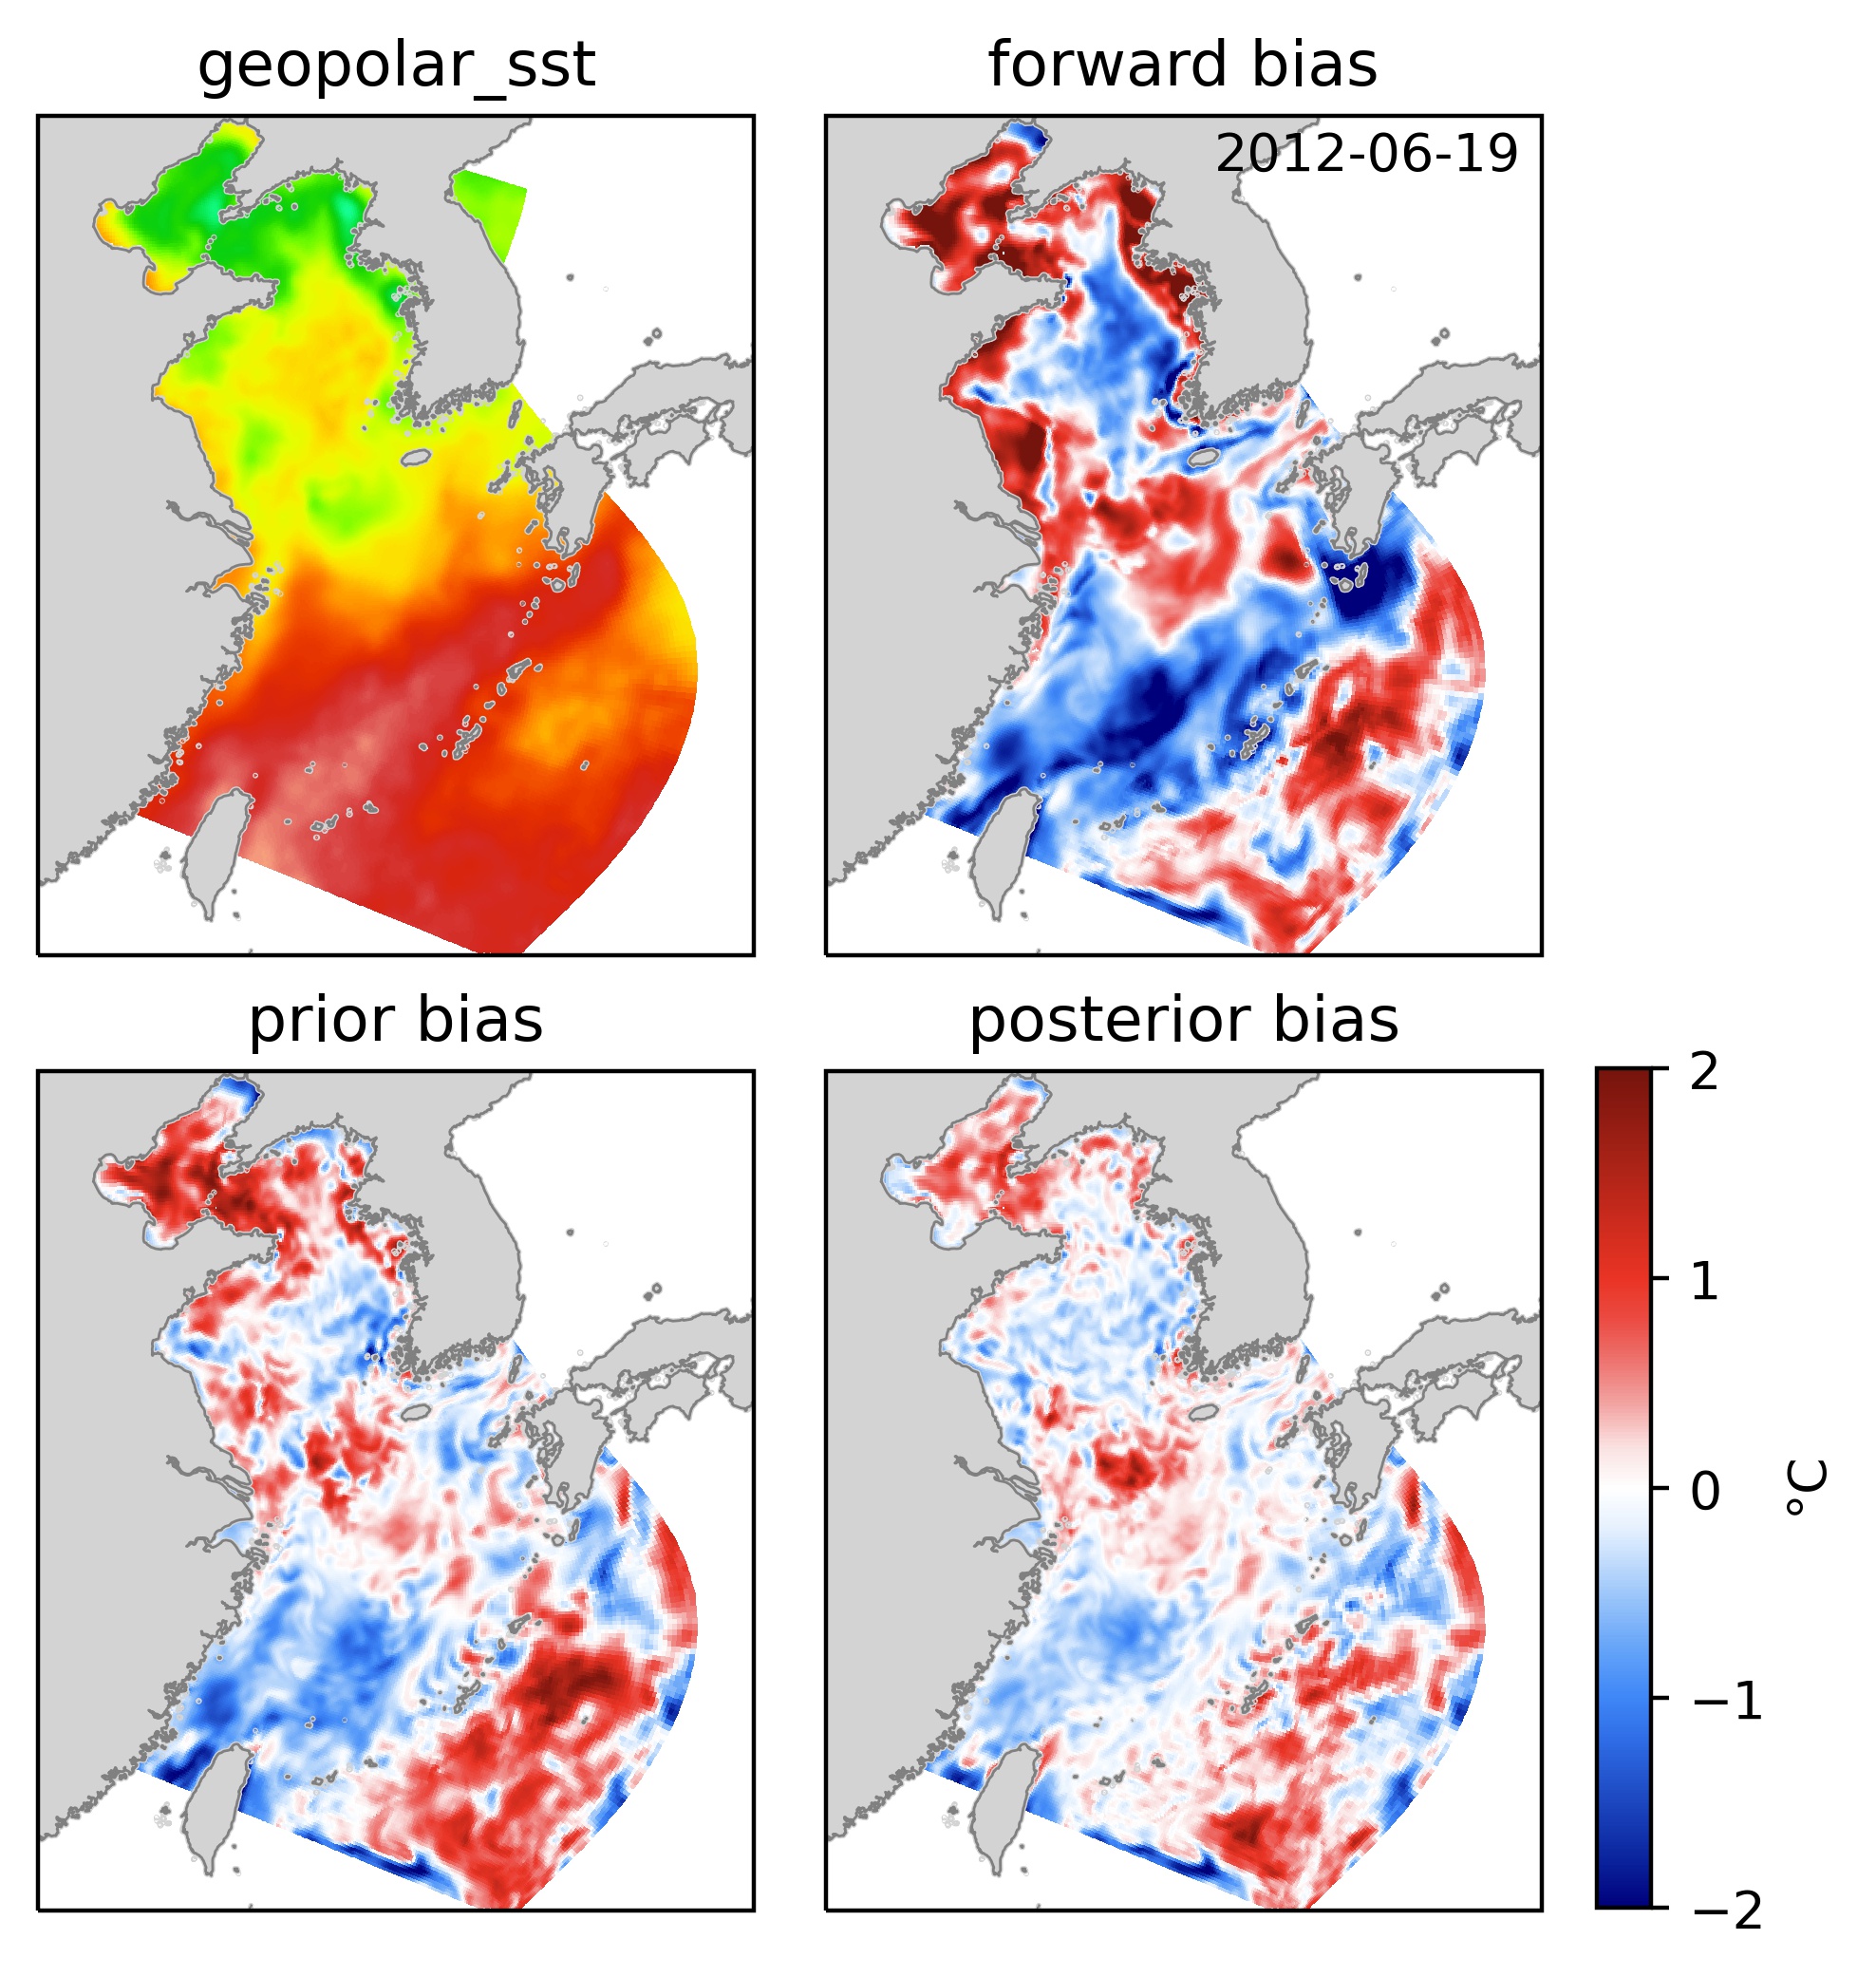 geopolar_sst
forward bias
2012-06-19
prior bias
posterior bias
2
1
0
−1
−2
°C